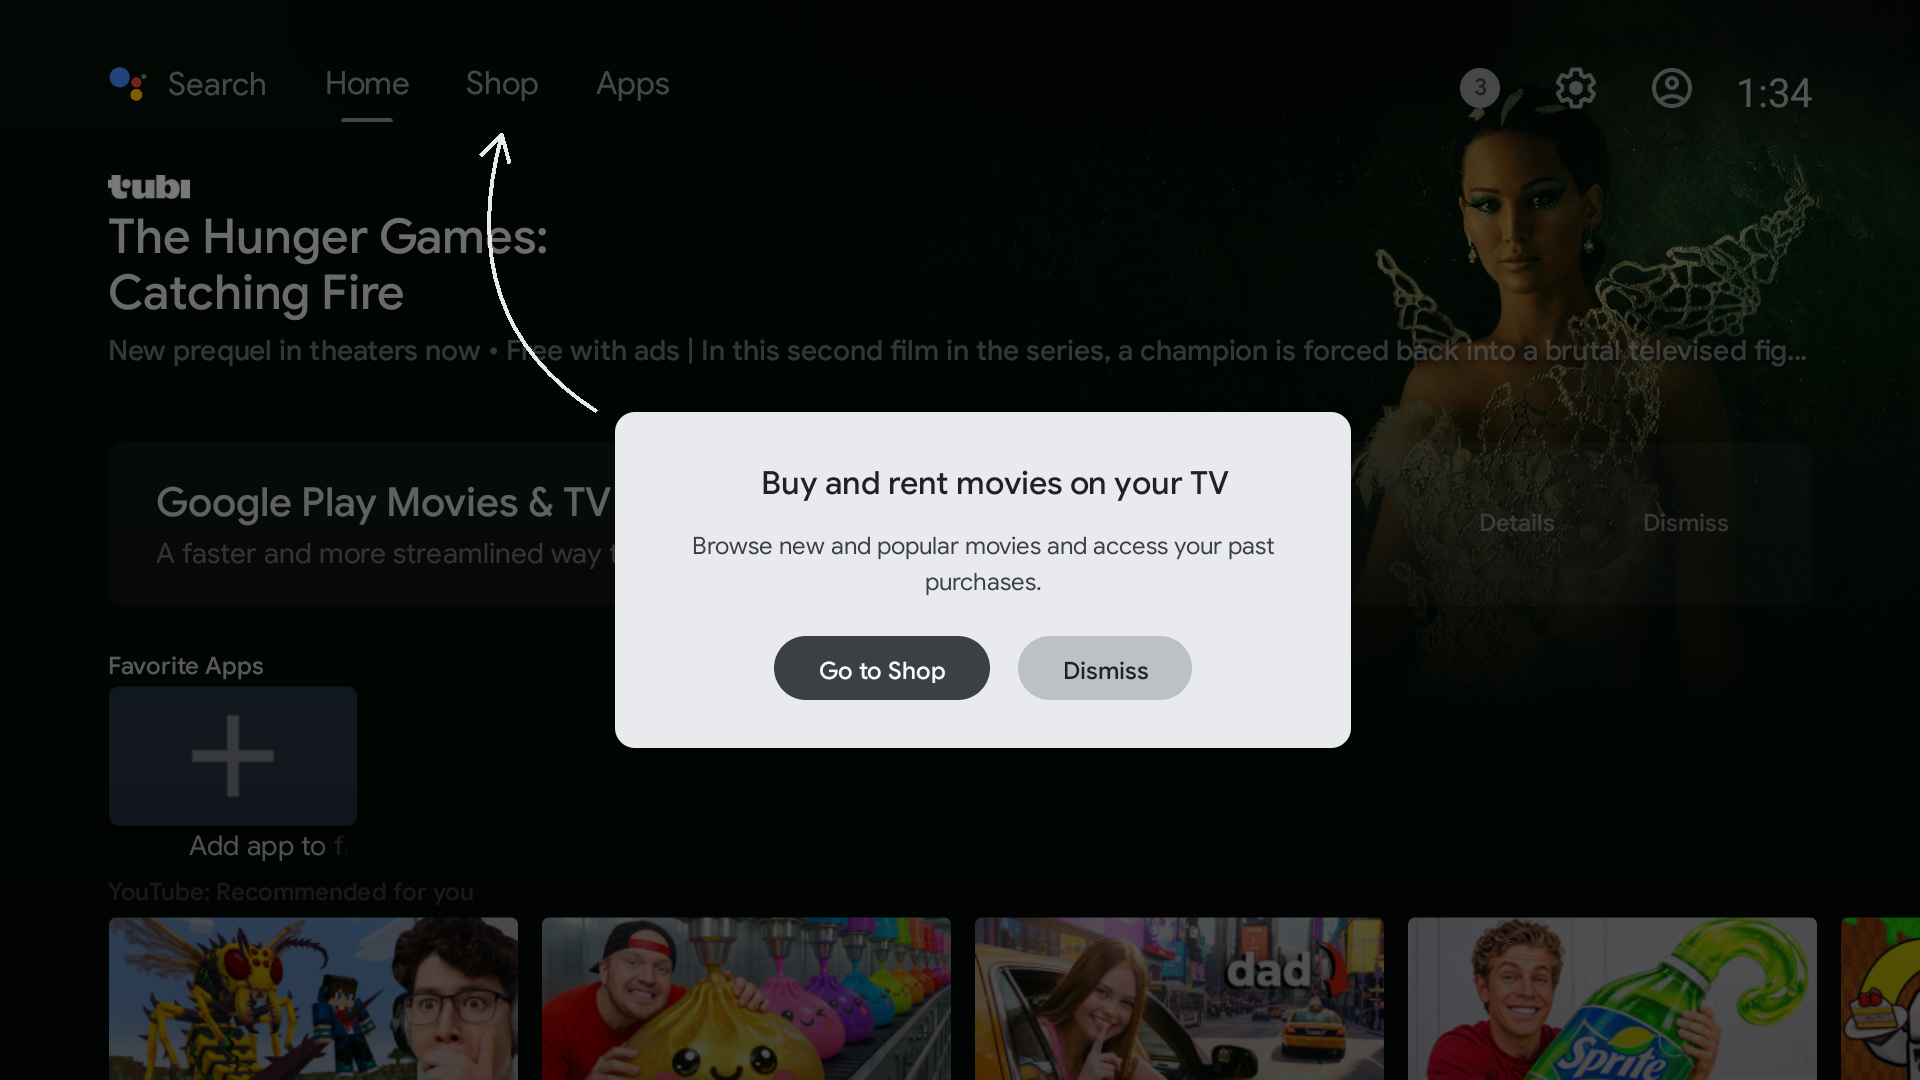 Search Home Shop Apps
3 1:34
tubi
The Hunger Games:
Catching Fire
New prequel in theaters now • Free with ads | In this second film in the series, a champion is forced back into a brutal televised fig...
Google Play Movies & TV
A faster and more streamlined way
Details Dismiss
Buy and rent movies on your TV
Browse new and popular movies and access your past
purchases.
Go to Shop Dismiss
Favorite Apps
Add app to
YouTube: Recommended for you
dad
Sprite